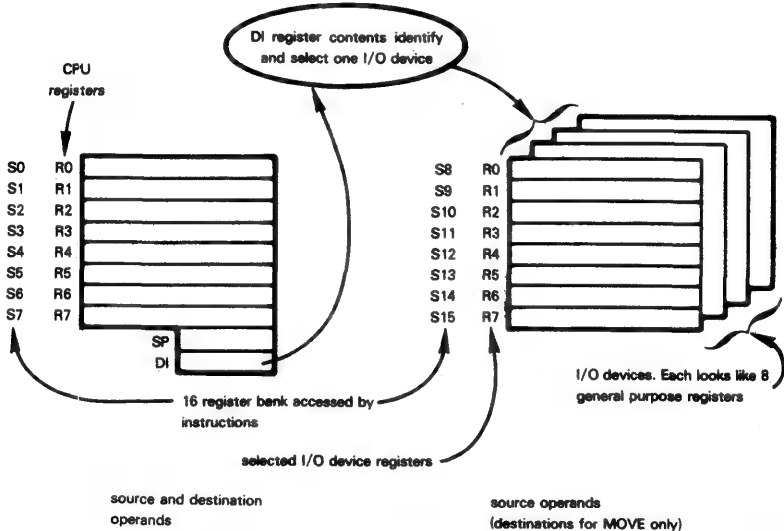 DI register contents identify
and select one I/O device
CPU
registers
S0 R0
S1 R1
S2 R2
S3 R3
S4 R4
S5 R5
S6 R6
S7 R7
SP
DI
S8 R0
S9 R1
S10 R2
S11 R3
S12 R4
S13 R5
S14 R6
S15 R7
I/O devices. Each looks like 8
general purpose registers
16 register bank accessed by
instructions
selected I/O device registers
source and destination
operands
source operands
(destinations for MOVE only)